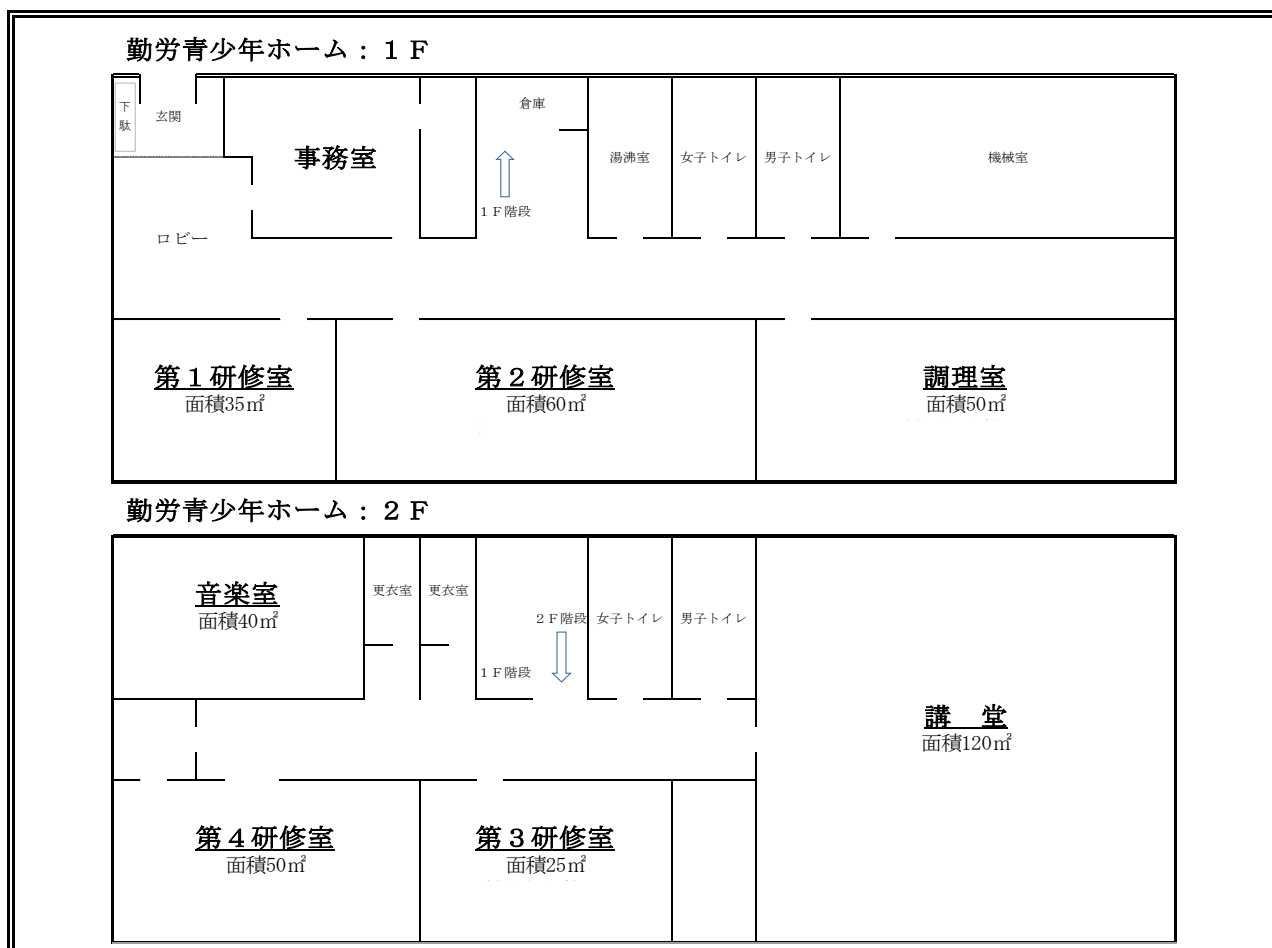 勤労青少年ホーム：１Ｆ
下駄
玄関
倉庫
事務室
湯沸室
女子トイレ
男子トイレ
機械室
１Ｆ階段
ロビー
第１研修室
面積35㎡
第２研修室
面積60㎡
調理室
面積50㎡
勤労青少年ホーム：２Ｆ
音楽室
面積40㎡
更衣室
更衣室
２Ｆ階段
女子トイレ
男子トイレ
１Ｆ階段
講　堂
面積120㎡
第４研修室
面積50㎡
第３研修室
面積25㎡